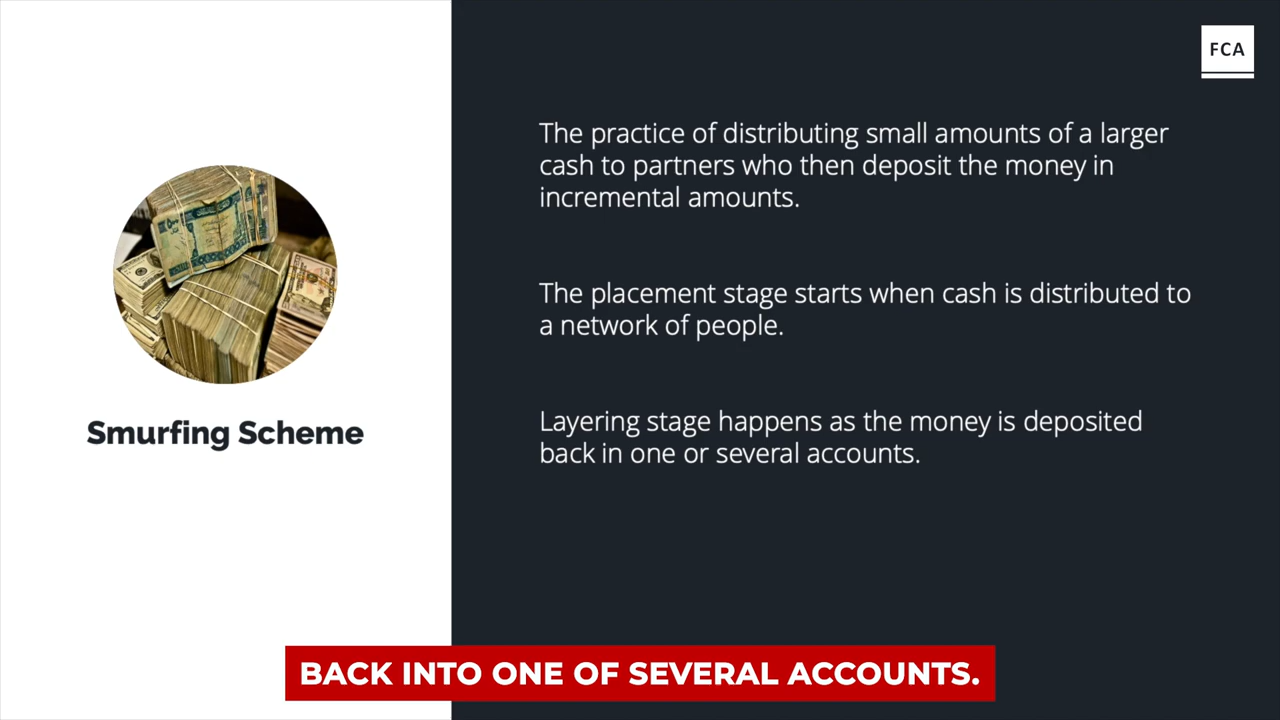 FCA
The practice of distributing small amounts of a larger
cash to partners who then deposit the money in
incremental amounts.
The placement stage starts when cash is distributed to
a network of people.
Smurfing Scheme
Layering stage happens as the money is deposited
back in one or several accounts.
BACK INTO ONE OF SEVERAL ACCOUNTS.